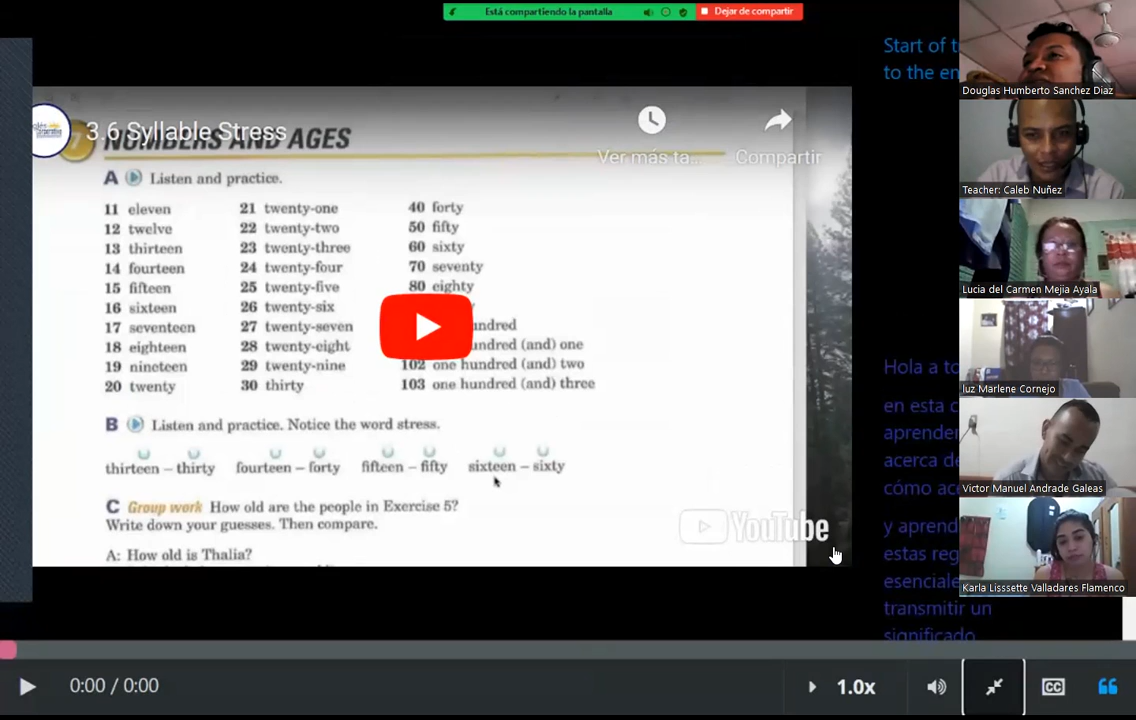 Está compartiendo la pantalla
Dejar de compartir
Start of t
to the en
3.6 Syllable Stress
7 NUMBERS AND AGES
Ver más ta...
Compartir
A Listen and practice.
11 eleven 21 twenty-one 40 forty
12 twelve 22 twenty-two 50 fifty
13 thirteen 23 twenty-three 60 sixty
14 fourteen 24 twenty-four 70 seventy
15 fifteen 25 twenty-five 80 eighty
16 sixteen 26 twenty-six
17 seventeen 27 twenty-seven undred
18 eighteen 28 twenty-eight undred (and) one
19 nineteen 29 twenty-nine 102 one hundred (and) two
20 twenty 30 thirty 103 one hundred (and) three
B Listen and practice. Notice the word stress.
thirteen – thirty fourteen – forty fifteen – fifty sixteen – sixty
C Group work How old are the people in Exercise 5?
Write down your guesses. Then compare.
A: How old is Thalia?
YouTube
Hola a to
en esta c
aprender
acerca d
cómo ac
y aprend
estas reg
esenciale
transmitir un
significado
Douglas Humberto Sanchez Diaz
Teacher: Caleb Nuñez
Lucia del Carmen Mejia Ayala
luz Marlene Cornejo
Victor Manuel Andrade Galeas
Karla Lisssette Valladares Flamenco
0:00 / 0:00
1.0x
CC